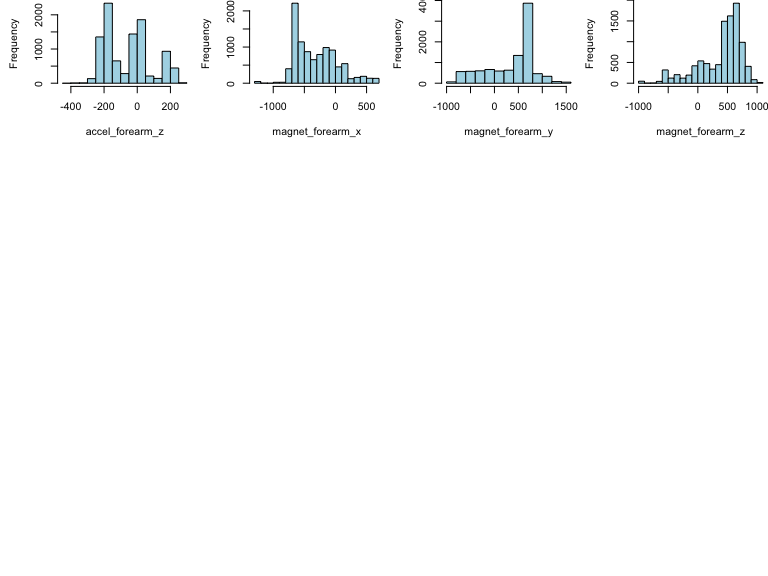 Frequency
0 1000 2000
-400 -200 0 200
accel_forearm_z
Frequency
0 1000 2000
-1000 0 500
magnet_forearm_x
Frequency
0 2000
-1000 0 500 1500
magnet_forearm_y
Frequency
0 500 1500
-1000 0 500 1000
magnet_forearm_z